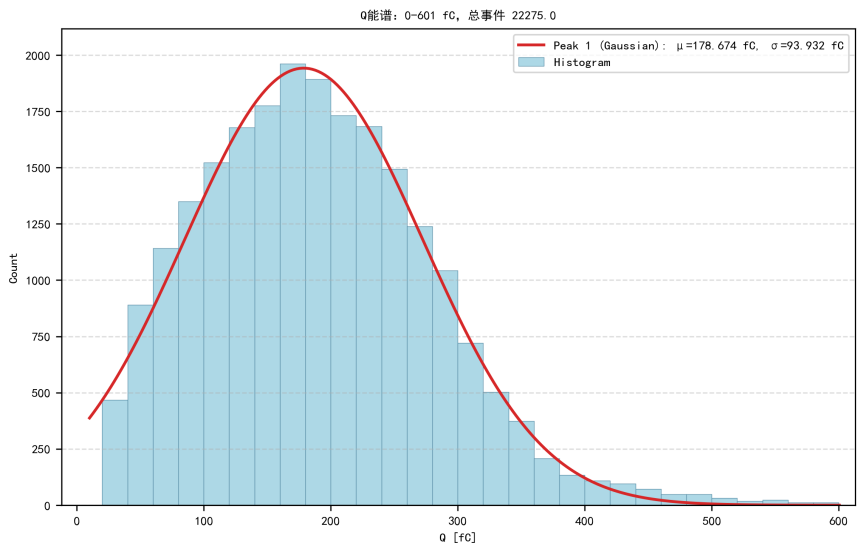 Q能谱：0-601 fC，总事件 22275.0
Peak 1 (Gaussian): μ=178.674 fC, σ=93.932 fC
Histogram
2000
1750
1500
1250
1000
750
500
250
0
Count
0 100 200 300 400 500 600
Q [fC]